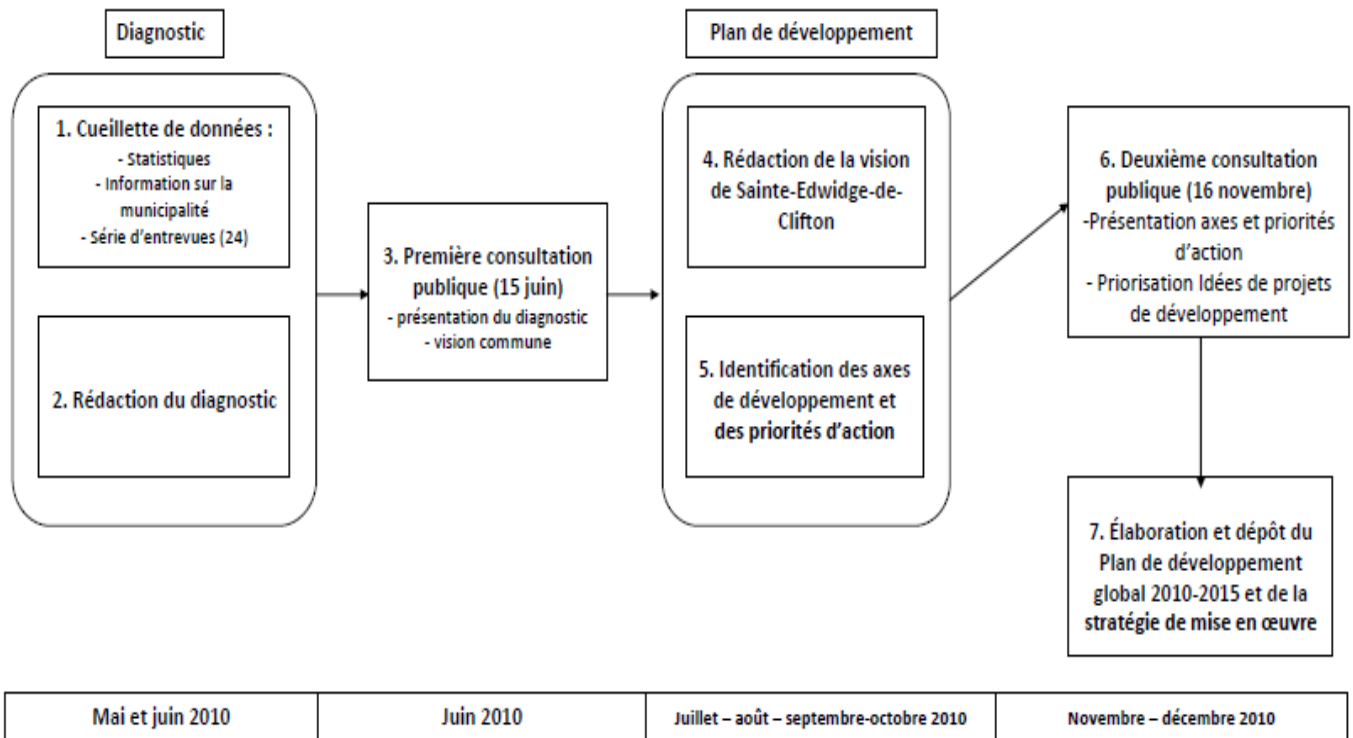 Diagnostic
1. Cueillette de données :
- Statistiques
- Information sur la
municipalité
- Série d'entrevues (24)
2. Rédaction du diagnostic
3. Première consultation
publique (15 juin)
- présentation du diagnostic
- vision commune
Plan de développement
4. Rédaction de la vision
de Sainte-Edwidge-de-
Clifton
5. Identification des axes
de développement et
des priorités d'action
6. Deuxième consultation
publique (16 novembre)
-Présentation axes et priorités
d'action
- Priorisation Idées de projets
de développement
7. Élaboration et dépôt du
Plan de développement
global 2010-2015 et de la
stratégie de mise en œuvre
Mai et juin 2010
Juin 2010
Juillet – août – septembre-octobre 2010
Novembre – décembre 2010